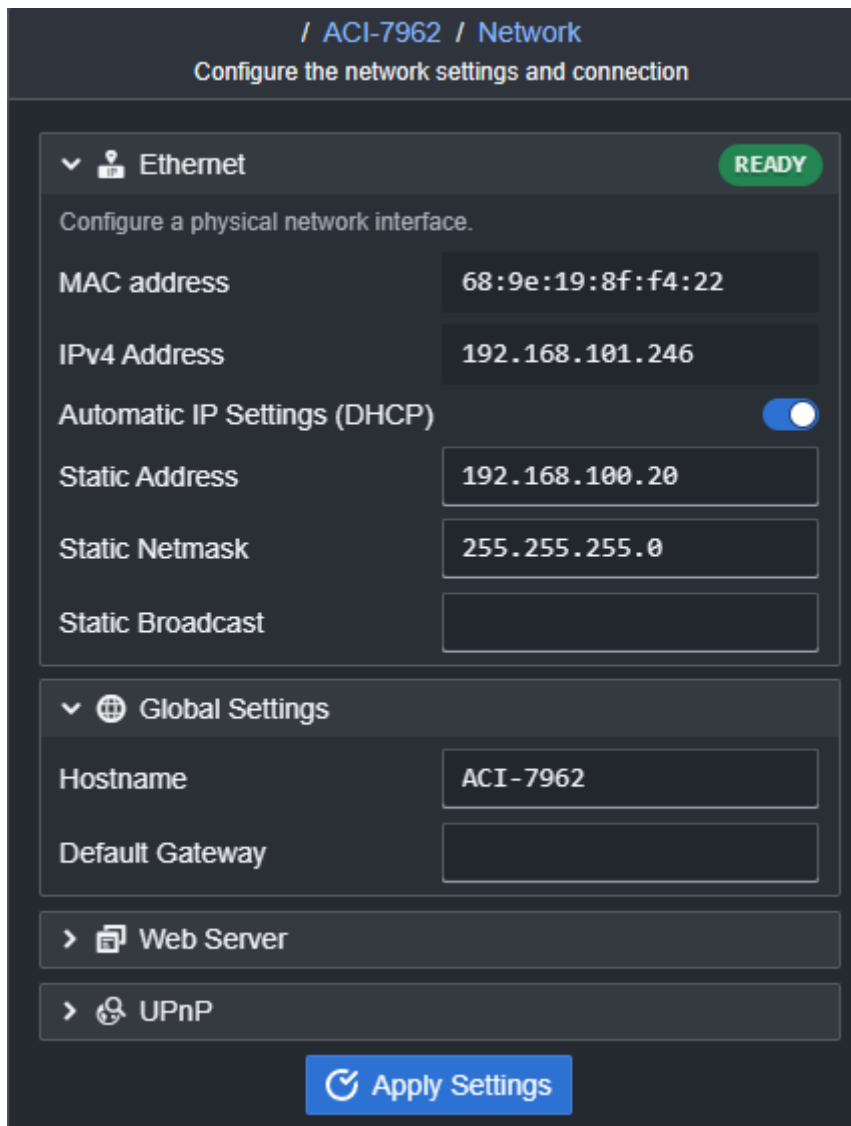 / ACI-7962 / Network
Configure the network settings and connection
Ethernet READY
Configure a physical network interface.
MAC address 68:9e:19:8f:f4:22
IPv4 Address 192.168.101.246
Automatic IP Settings (DHCP)
Static Address 192.168.100.20
Static Netmask 255.255.255.0
Static Broadcast
Global Settings
Hostname ACI-7962
Default Gateway
Web Server
UPnP
Apply Settings